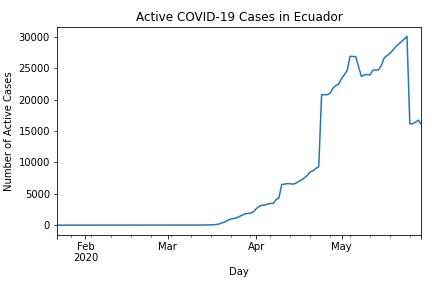 Active COVID-19 Cases in Ecuador
30000
25000
20000
15000
10000
5000
0
Number of Active Cases
Feb
2020
Mar
Apr
May
Day